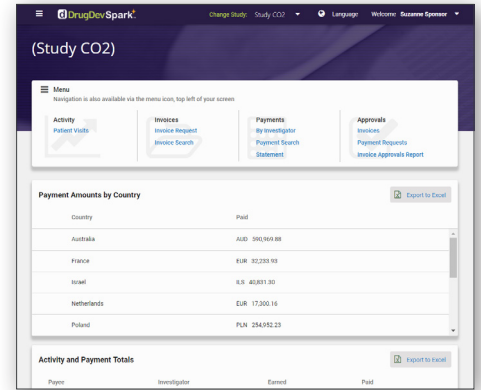 DrugDevSpark
Change Study: Study CO2 Language Welcome Suzanne Sponsor
(Study CO2)
Menu
Navigation is also available via the menu icon, top left of your screen
Activity Invoices Payments Approvals
Patient Visits Invoice Request By Investigator Invoices
Invoice Search Payment Search Payment Requests
Statement Invoice Approvals Report
Payment Amounts by Country Export to Excel
Country Paid
Australia AUD 390,969.88
France EUR 32,233.93
Israel ILS 40,831.30
Netherlands EUR 17,300.16
Poland PLN 254,952.23
Activity and Payment Totals Export to Excel
Payee Investigator Earned Paid